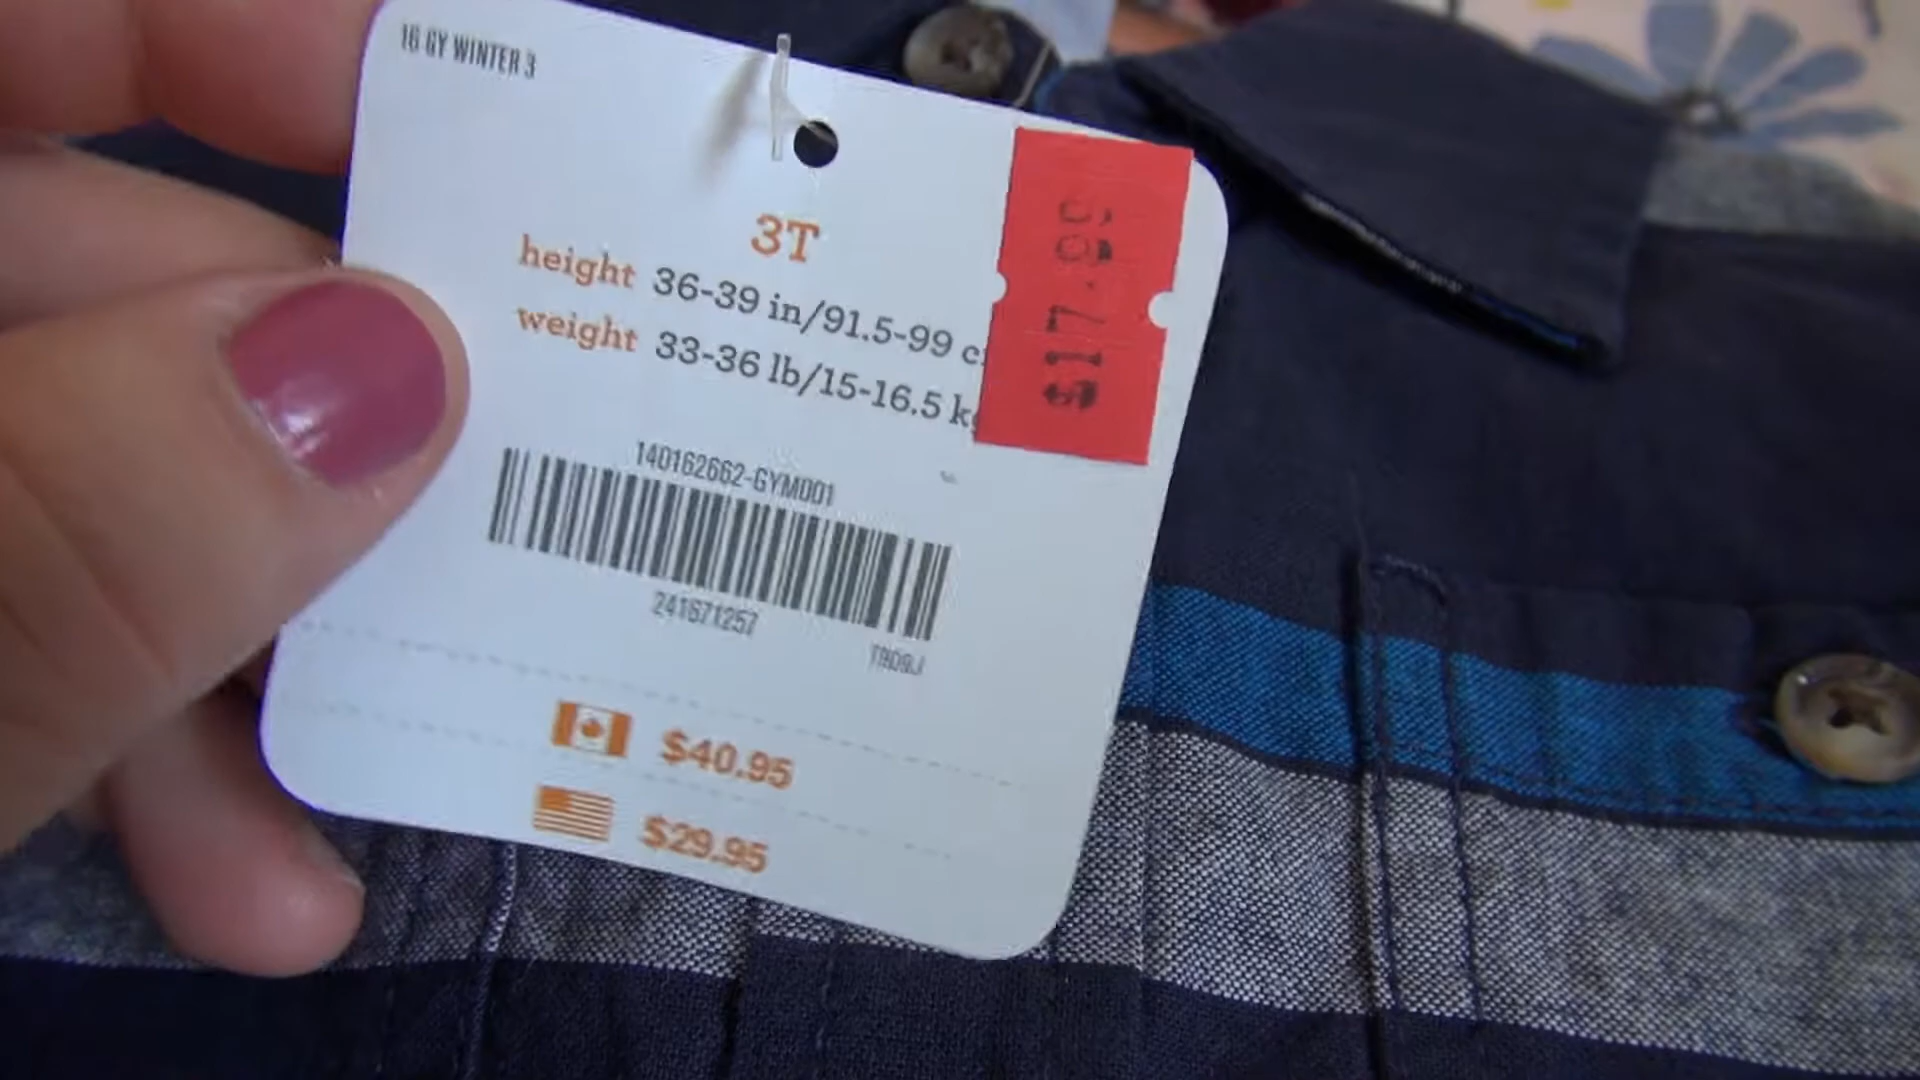 16 GY WINTER 3
3T
height 36-39 in/91.5-99
weight 33-36 lb/15-16.5 kg
$17.99
140162662-GYM001
241671257
$40.95
$29.95